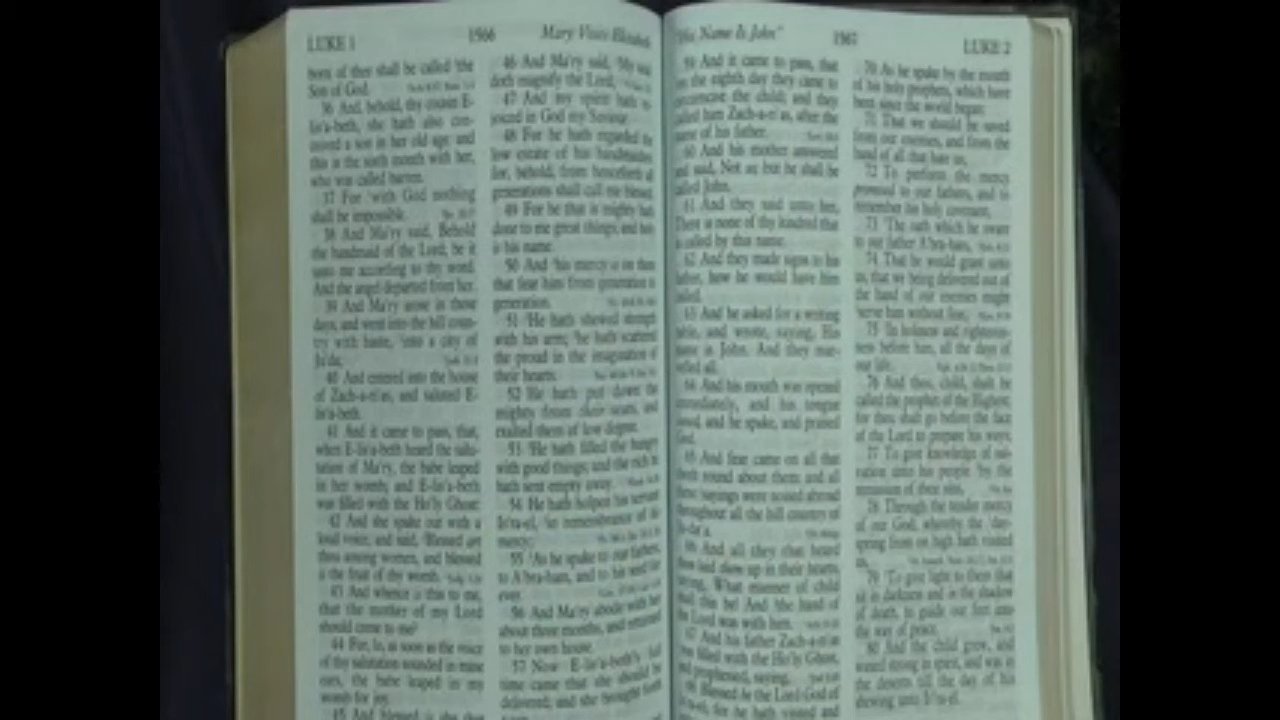 LUKE 1 1566 Mary Visits Elisabeth
born of thee shall be called the
Son of God.
36 And, behold, thy cousin E-
lis'a-beth, she hath also con-
ceived a son in her old age: and
this is the sixth month with her,
who was called barren.
37 For with God nothing
shall be impossible.
38 And Ma'ry said, Behold
the handmaid of the Lord; be it
unto me according to thy word.
And the angel departed from her.
39 And Ma'ry arose in those
days, and went into the hill coun-
try with haste, into a city of
Ju'da;
40 And entered into the house
of Zach-a-ri'as, and saluted E-
lis'a-beth.
41 And it came to pass, that,
when E-lis'a-beth heard the salu-
tation of Ma'ry, the babe leaped
in her womb; and E-lis'a-beth
was filled with the Ho'ly Ghost:
42 And she spake out with a
loud voice, and said, Blessed art
thou among women, and blessed
is the fruit of thy womb.
43 And whence is this to me,
that the mother of my Lord
should come to me?
44 For, lo, as soon as the voice
of thy salutation sounded in mine
ears, the babe leaped in my
womb for joy.
45 And blessed is she that
46 And Ma'ry said, My soul
doth magnify the Lord,
47 And my spirit hath re-
joiced in God my Saviour.
48 For he hath regarded the
low estate of his handmaiden:
for, behold, from henceforth all
generations shall call me blessed.
49 For he that is mighty hath
done to me great things; and holy
is his name.
50 And his mercy is on them
that fear him from generation to
generation.
51 He hath shewed strength
with his arm; he hath scattered
the proud in the imagination of
their hearts.
52 He hath put down the
mighty from their seats, and
exalted them of low degree.
53 He hath filled the hungry
with good things; and the rich he
hath sent empty away.
54 He hath holpen his servant
Is'ra-el, in remembrance of his
mercy;
55 As he spake to our fathers,
to A'bra-ham, and to his seed for
ever.
56 And Ma'ry abode with her
about three months, and returned
to her own house.
57 Now E-lis'a-beth's full
time came that she should be
delivered; and she brought forth
"His Name Is John" 1567 LUKE 2
59 And it came to pass, that
on the eighth day they came to
circumcise the child; and they
called him Zach-a-ri'as, after the
name of his father.
60 And his mother answered
and said, Not so; but he shall be
called John.
61 And they said unto her,
There is none of thy kindred that
is called by this name.
62 And they made signs to his
father, how he would have him
called.
63 And he asked for a writing
table, and wrote, saying, His
name is John. And they mar-
velled all.
64 And his mouth was opened
immediately, and his tongue
loosed, and he spake, and praised
God.
65 And fear came on all that
dwelt round about them: and all
these sayings were noised abroad
throughout all the hill country of
Ju-dae'a.
66 And all they that heard
them laid them up in their hearts,
saying, What manner of child
shall this be! And the hand of
the Lord was with him.
67 And his father Zach-a-ri'as
was filled with the Ho'ly Ghost,
and prophesied, saying,
68 Blessed be the Lord God of
Is'ra-el; for he hath visited and
70 As he spake by the mouth
of his holy prophets, which have
been since the world began:
71 That we should be saved
from our enemies, and from the
hand of all that hate us;
72 To perform the mercy
promised to our fathers, and to
remember his holy covenant;
73 The oath which he sware
to our father A'bra-ham,
74 That he would grant unto
us, that we being delivered out of
the hand of our enemies might
serve him without fear,
75 In holiness and righteous-
ness before him, all the days of
our life.
76 And thou, child, shalt be
called the prophet of the Highest:
for thou shalt go before the face
of the Lord to prepare his ways;
77 To give knowledge of sal-
vation unto his people by the
remission of their sins,
78 Through the tender mercy
of our God; whereby the day-
spring from on high hath visited
us,
79 To give light to them that
sit in darkness and in the shadow
of death, to guide our feet into
the way of peace.
80 And the child grew, and
waxed strong in spirit, and was in
the deserts till the day of his
shewing unto Is'ra-el.